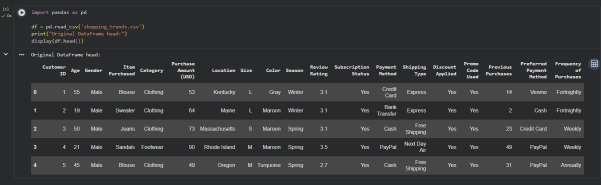 import pandas as pd
df = pd.read_csv('shopping_trends.csv')
print("Original DataFrame head:")
display(df.head())
Original DataFrame head:
Customer ID Age Gender Item Purchased Category Purchase Amount (USD) Location Size Color Season Review Rating Subscription Status Payment Method Shipping Type Discount Applied Promo Code Used Previous Purchases Preferred Payment Method Frequency of Purchases
0 1 55 Male Blouse Clothing 53 Kentucky L Gray Winter 3.1 Yes Credit Card Express Yes Yes 14 Venmo Fortnightly
1 2 19 Male Sweater Clothing 64 Maine L Maroon Winter 3.1 Yes Bank Transfer Express Yes Yes 2 Cash Fortnightly
2 3 50 Male Jeans Clothing 73 Massachusetts S Maroon Spring 3.1 Yes Cash Free Shipping Yes Yes 23 Credit Card Weekly
3 4 21 Male Sandals Footwear 90 Rhode Island M Maroon Spring 3.5 Yes PayPal Next Day Air Yes Yes 49 PayPal Weekly
4 5 45 Male Blouse Clothing 49 Oregon M Turquoise Spring 2.7 Yes Cash Free Shipping Yes Yes 31 PayPal Annually